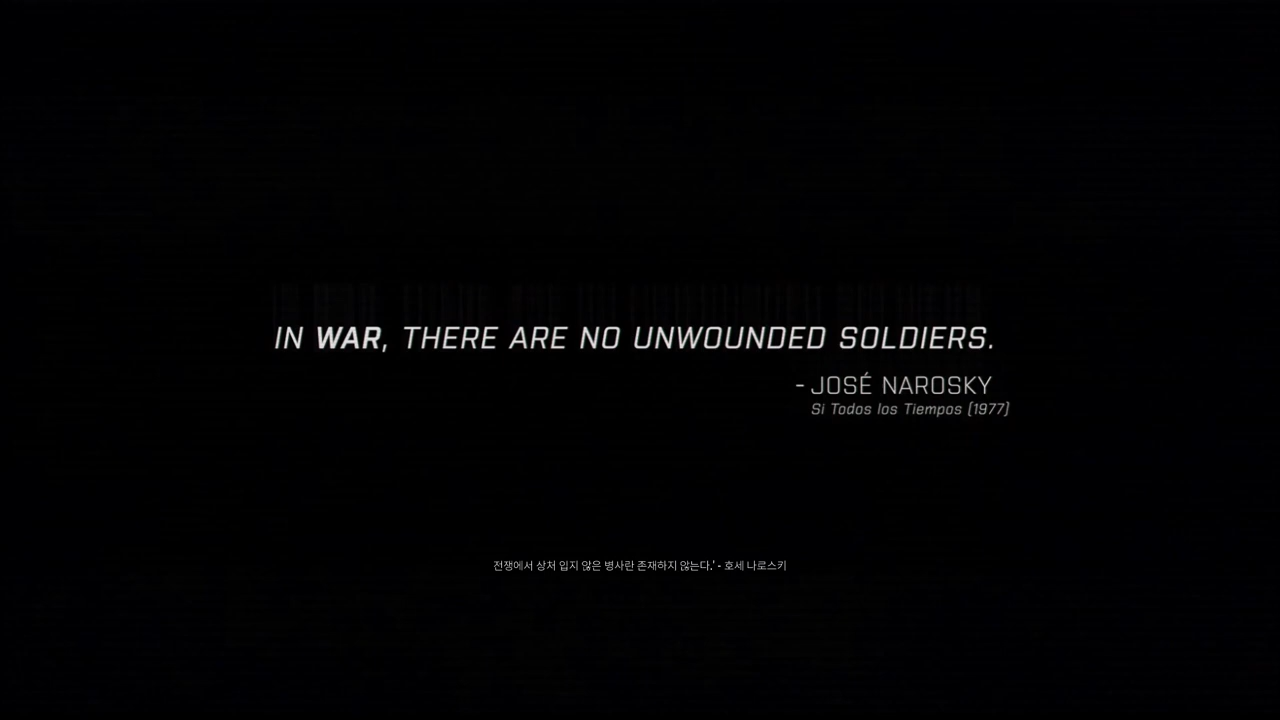 IN WAR, THERE ARE NO UNWOUNDED SOLDIERS.
- JOSÉ NAROSKY
Si Todos los Tiempos (1977)
전쟁에서 상처 입지 않은 병사란 존재하지 않는다.' - 호세 나로스키